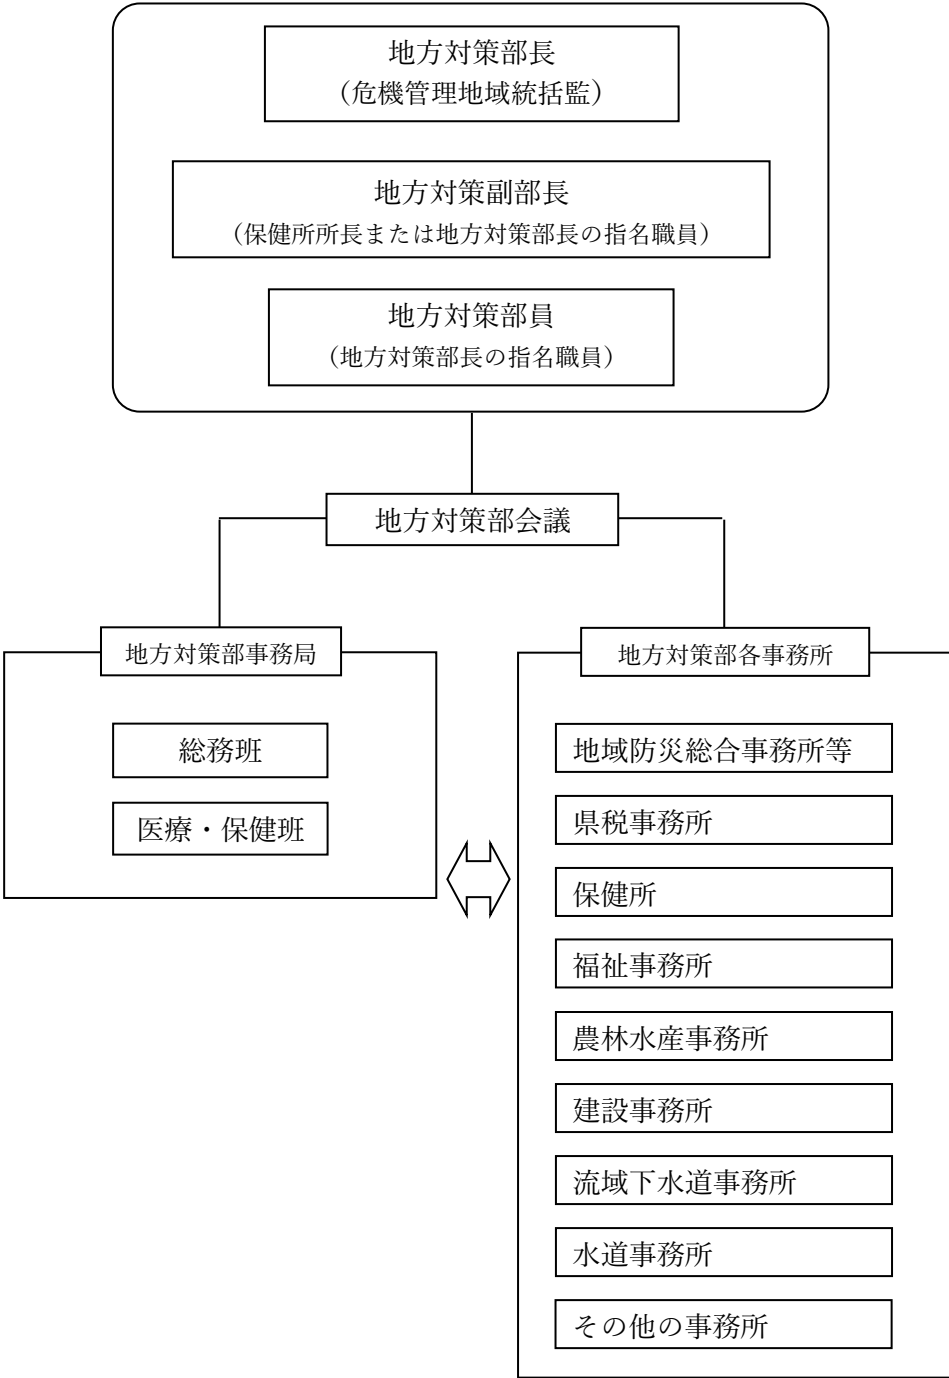 地方対策部長
（危機管理地域統括監）
地方対策副部長
（保健所所長または地方対策部長の指名職員）
地方対策部員
（地方対策部長の指名職員）
地方対策部会議
地方対策部事務局
総務班
医療・保健班
地方対策部各事務所
地域防災総合事務所等
県税事務所
保健所
福祉事務所
農林水産事務所
建設事務所
流域下水道事務所
水道事務所
その他の事務所